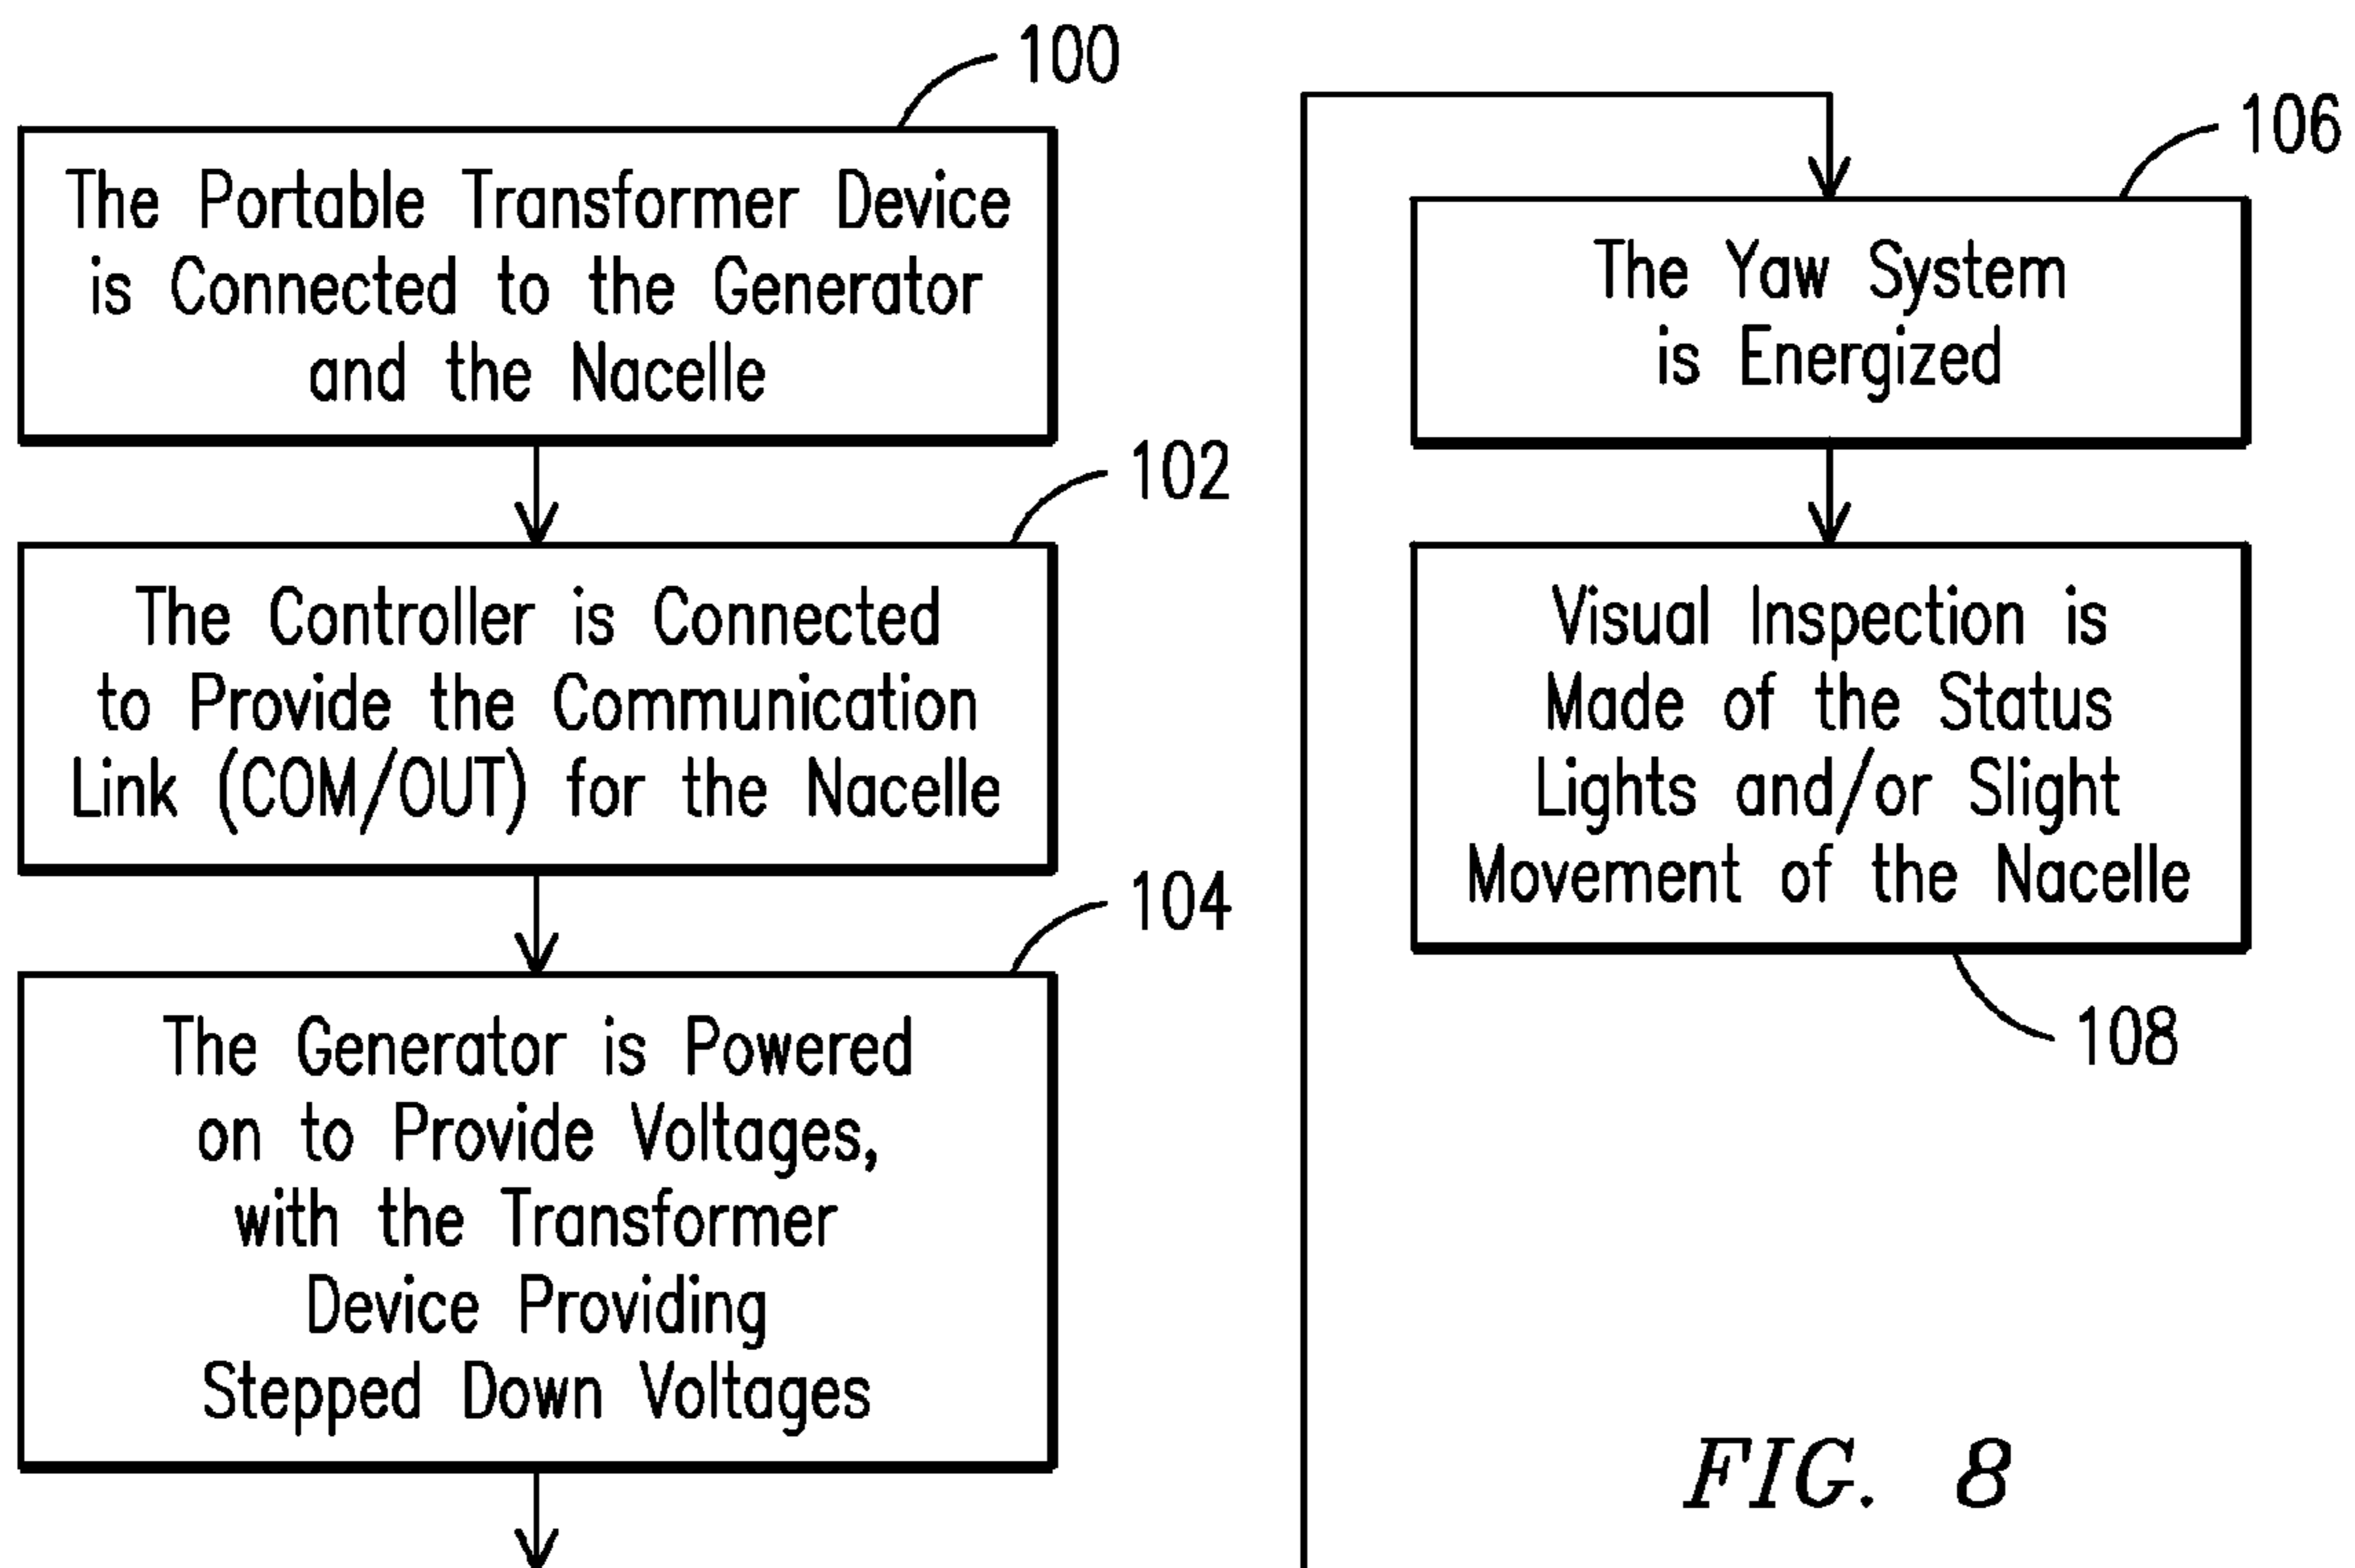 100
The Portable Transformer Device
is Connected to the Generator
and the Nacelle
102
The Controller is Connected
to Provide the Communication
Link (COM/OUT) for the Nacelle
104
The Generator is Powered
on to Provide Voltages,
with the Transformer
Device Providing
Stepped Down Voltages
106
The Yaw System
is Energized
Visual Inspection is
Made of the Status
Lights and/or Slight
Movement of the Nacelle
108
FIG. 8